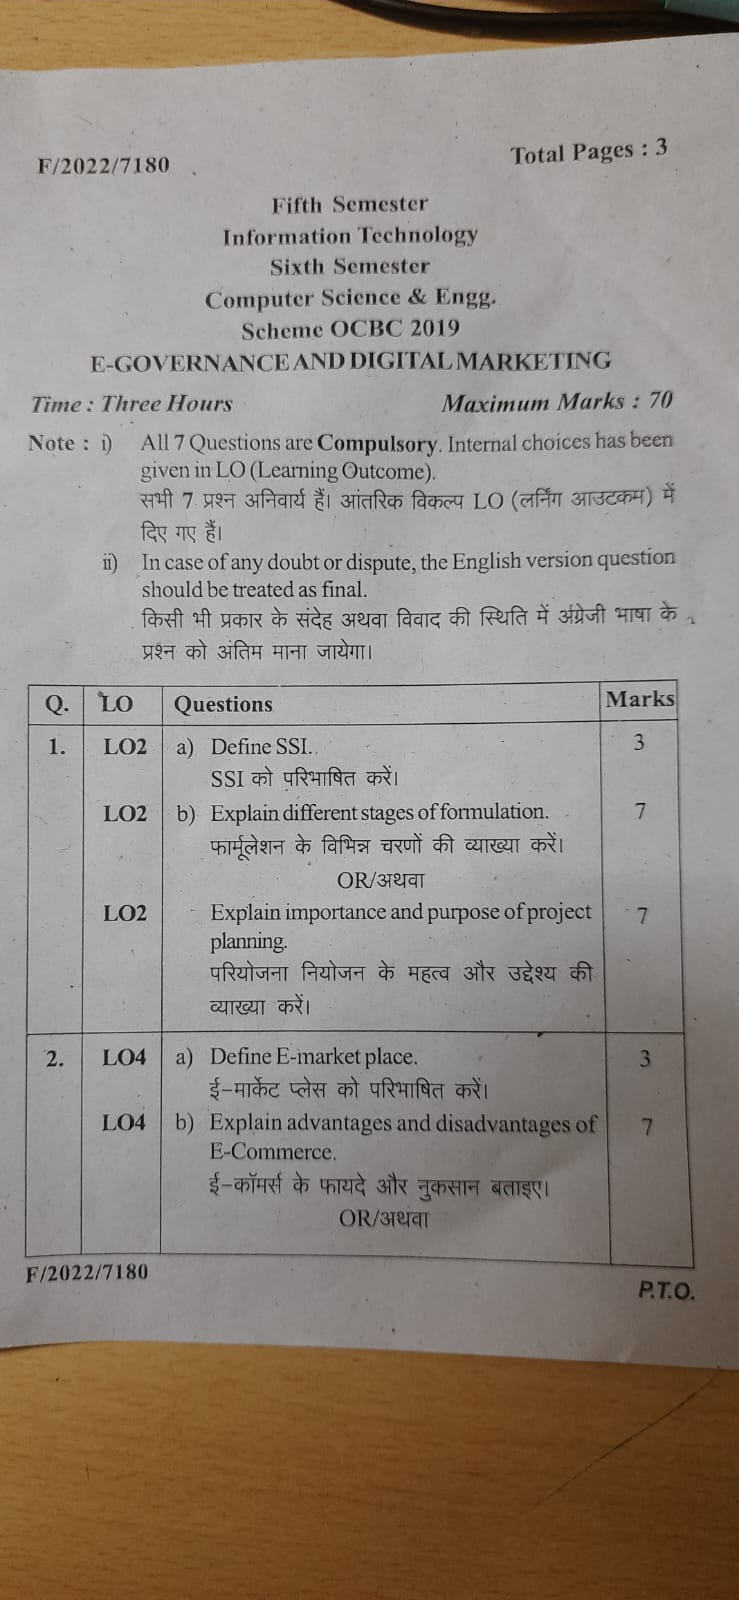 F/2022/7180
Total Pages : 3
Fifth Semester
Information Technology
Sixth Semester
Computer Science & Engg.
Scheme OCBC 2019
E-GOVERNANCE AND DIGITAL MARKETING
Time : Three Hours Maximum Marks : 70
Note : i) All 7 Questions are Compulsory. Internal choices has been
given in LO (Learning Outcome).
सभी 7 प्रश्न अनिवार्य हैं। आंतरिक विकल्प LO (लर्निंग आउटकम) में
दिए गए हैं।
ii) In case of any doubt or dispute, the English version question
should be treated as final.
किसी भी प्रकार के संदेह अथवा विवाद की स्थिति में अंग्रेजी भाषा के
प्रश्न को अंतिम माना जायेगा।
Q. LO Questions Marks
1. LO2 a) Define SSI. 3
SSI को परिभाषित करें।
LO2 b) Explain different stages of formulation. 7
फार्मूलेशन के विभिन्न चरणों की व्याख्या करें।
OR/अथवा
LO2 Explain importance and purpose of project 7
planning.
परियोजना नियोजन के महत्व और उद्देश्य की
व्याख्या करें।
2. LO4 a) Define E-market place. 3
ई-मार्केट प्लेस को परिभाषित करें।
LO4 b) Explain advantages and disadvantages of 7
E-Commerce.
ई-कॉमर्स के फायदे और नुकसान बताइए।
OR/अथवा
F/2022/7180
P.T.O.